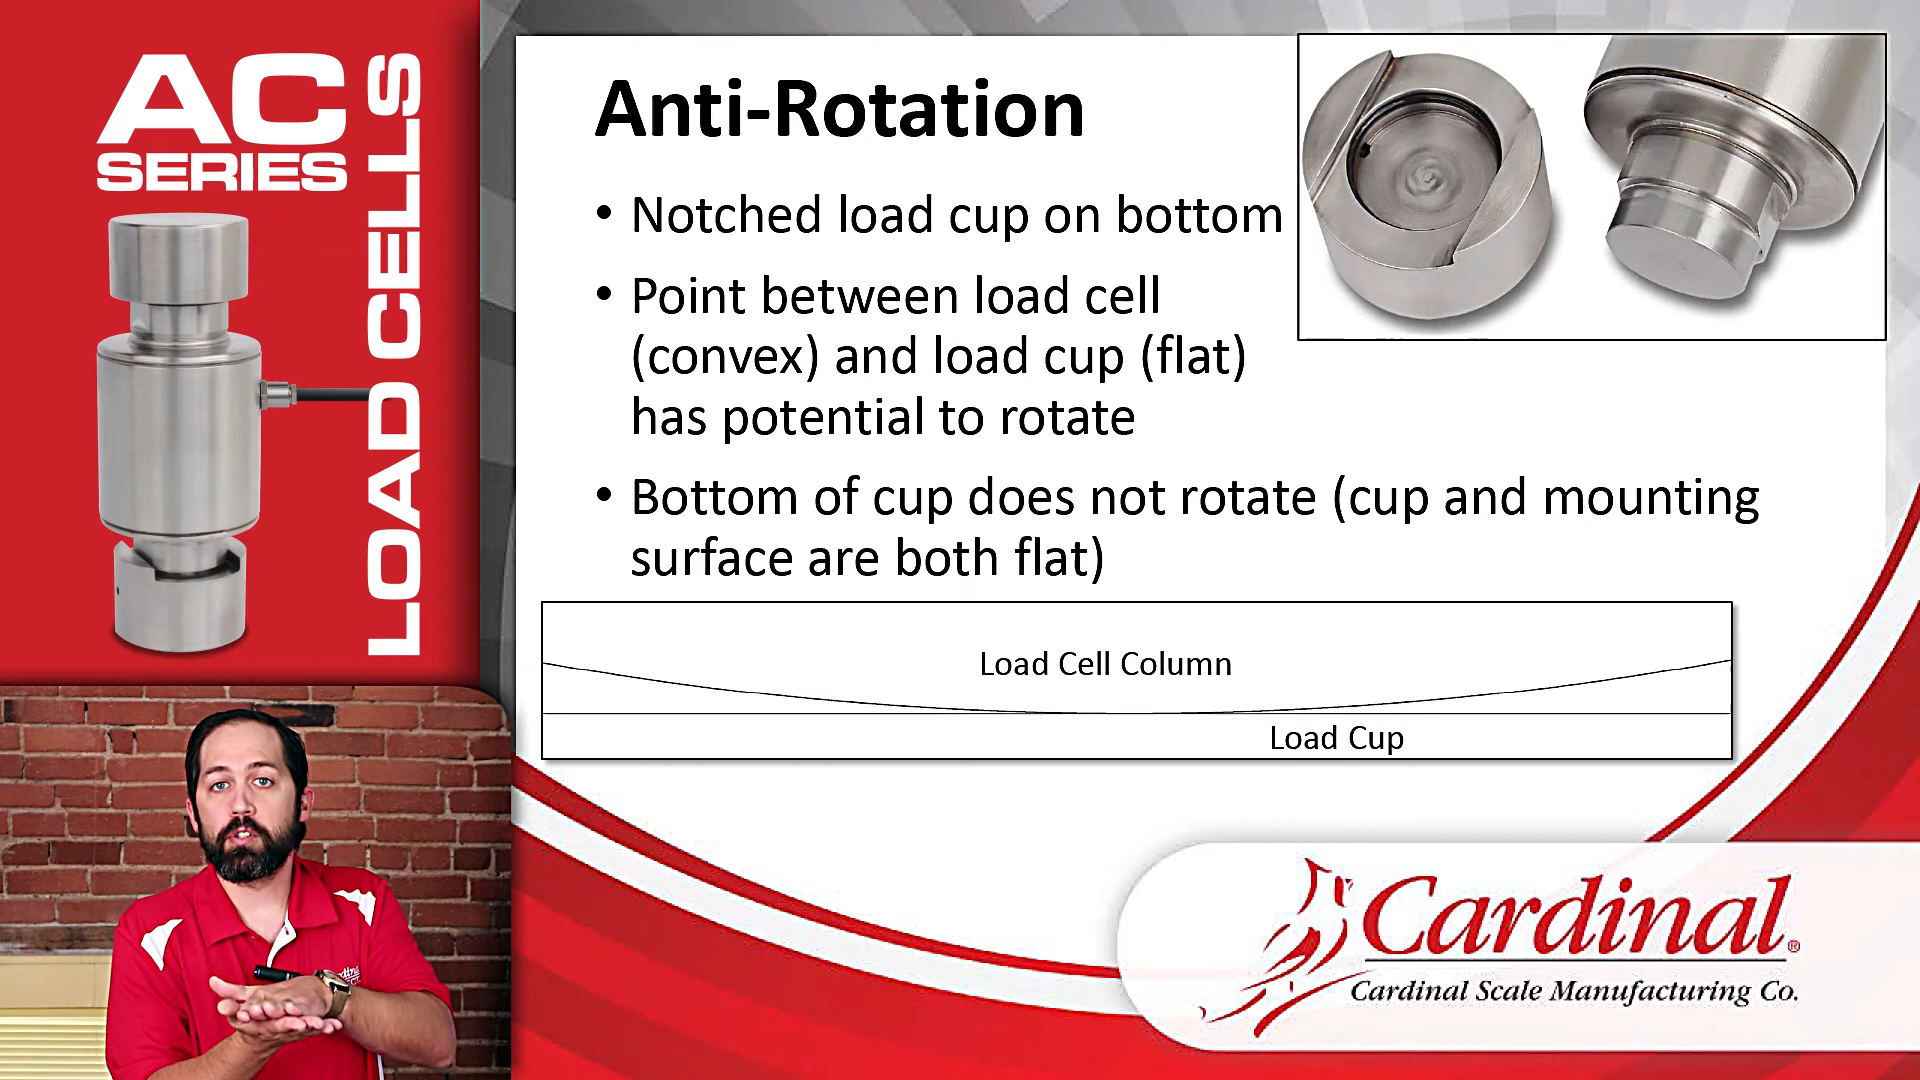 AC
SERIES
LOAD CELLS
Anti-Rotation
• Notched load cup on bottom
• Point between load cell
(convex) and load cup (flat)
has potential to rotate
• Bottom of cup does not rotate (cup and mounting
surface are both flat)
Load Cell Column
Load Cup
Cardinal®
Cardinal Scale Manufacturing Co.